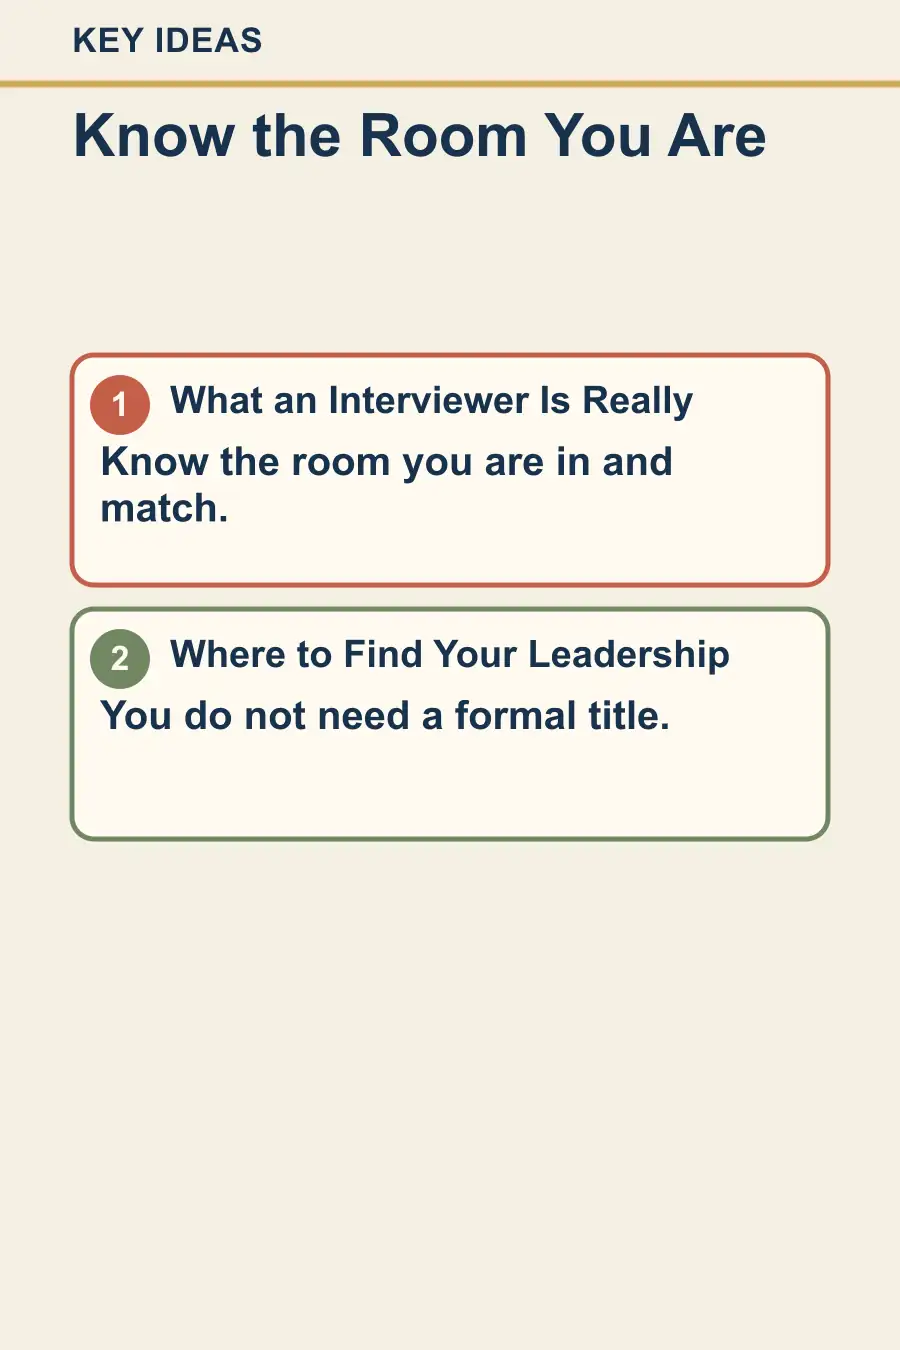 KEY IDEAS
Know the Room You Are
1 What an Interviewer Is Really
Know the room you are in and
match.
2 Where to Find Your Leadership
You do not need a formal title.